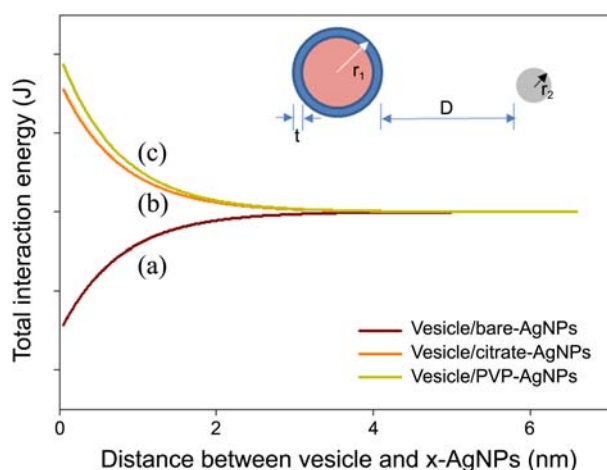 Total interaction energy (J)
r1
r2
D
t
(c)
(b)
(a)
Vesicle/bare-AgNPs
Vesicle/citrate-AgNPs
Vesicle/PVP-AgNPs
0
2
4
6
Distance between vesicle and x-AgNPs (nm)